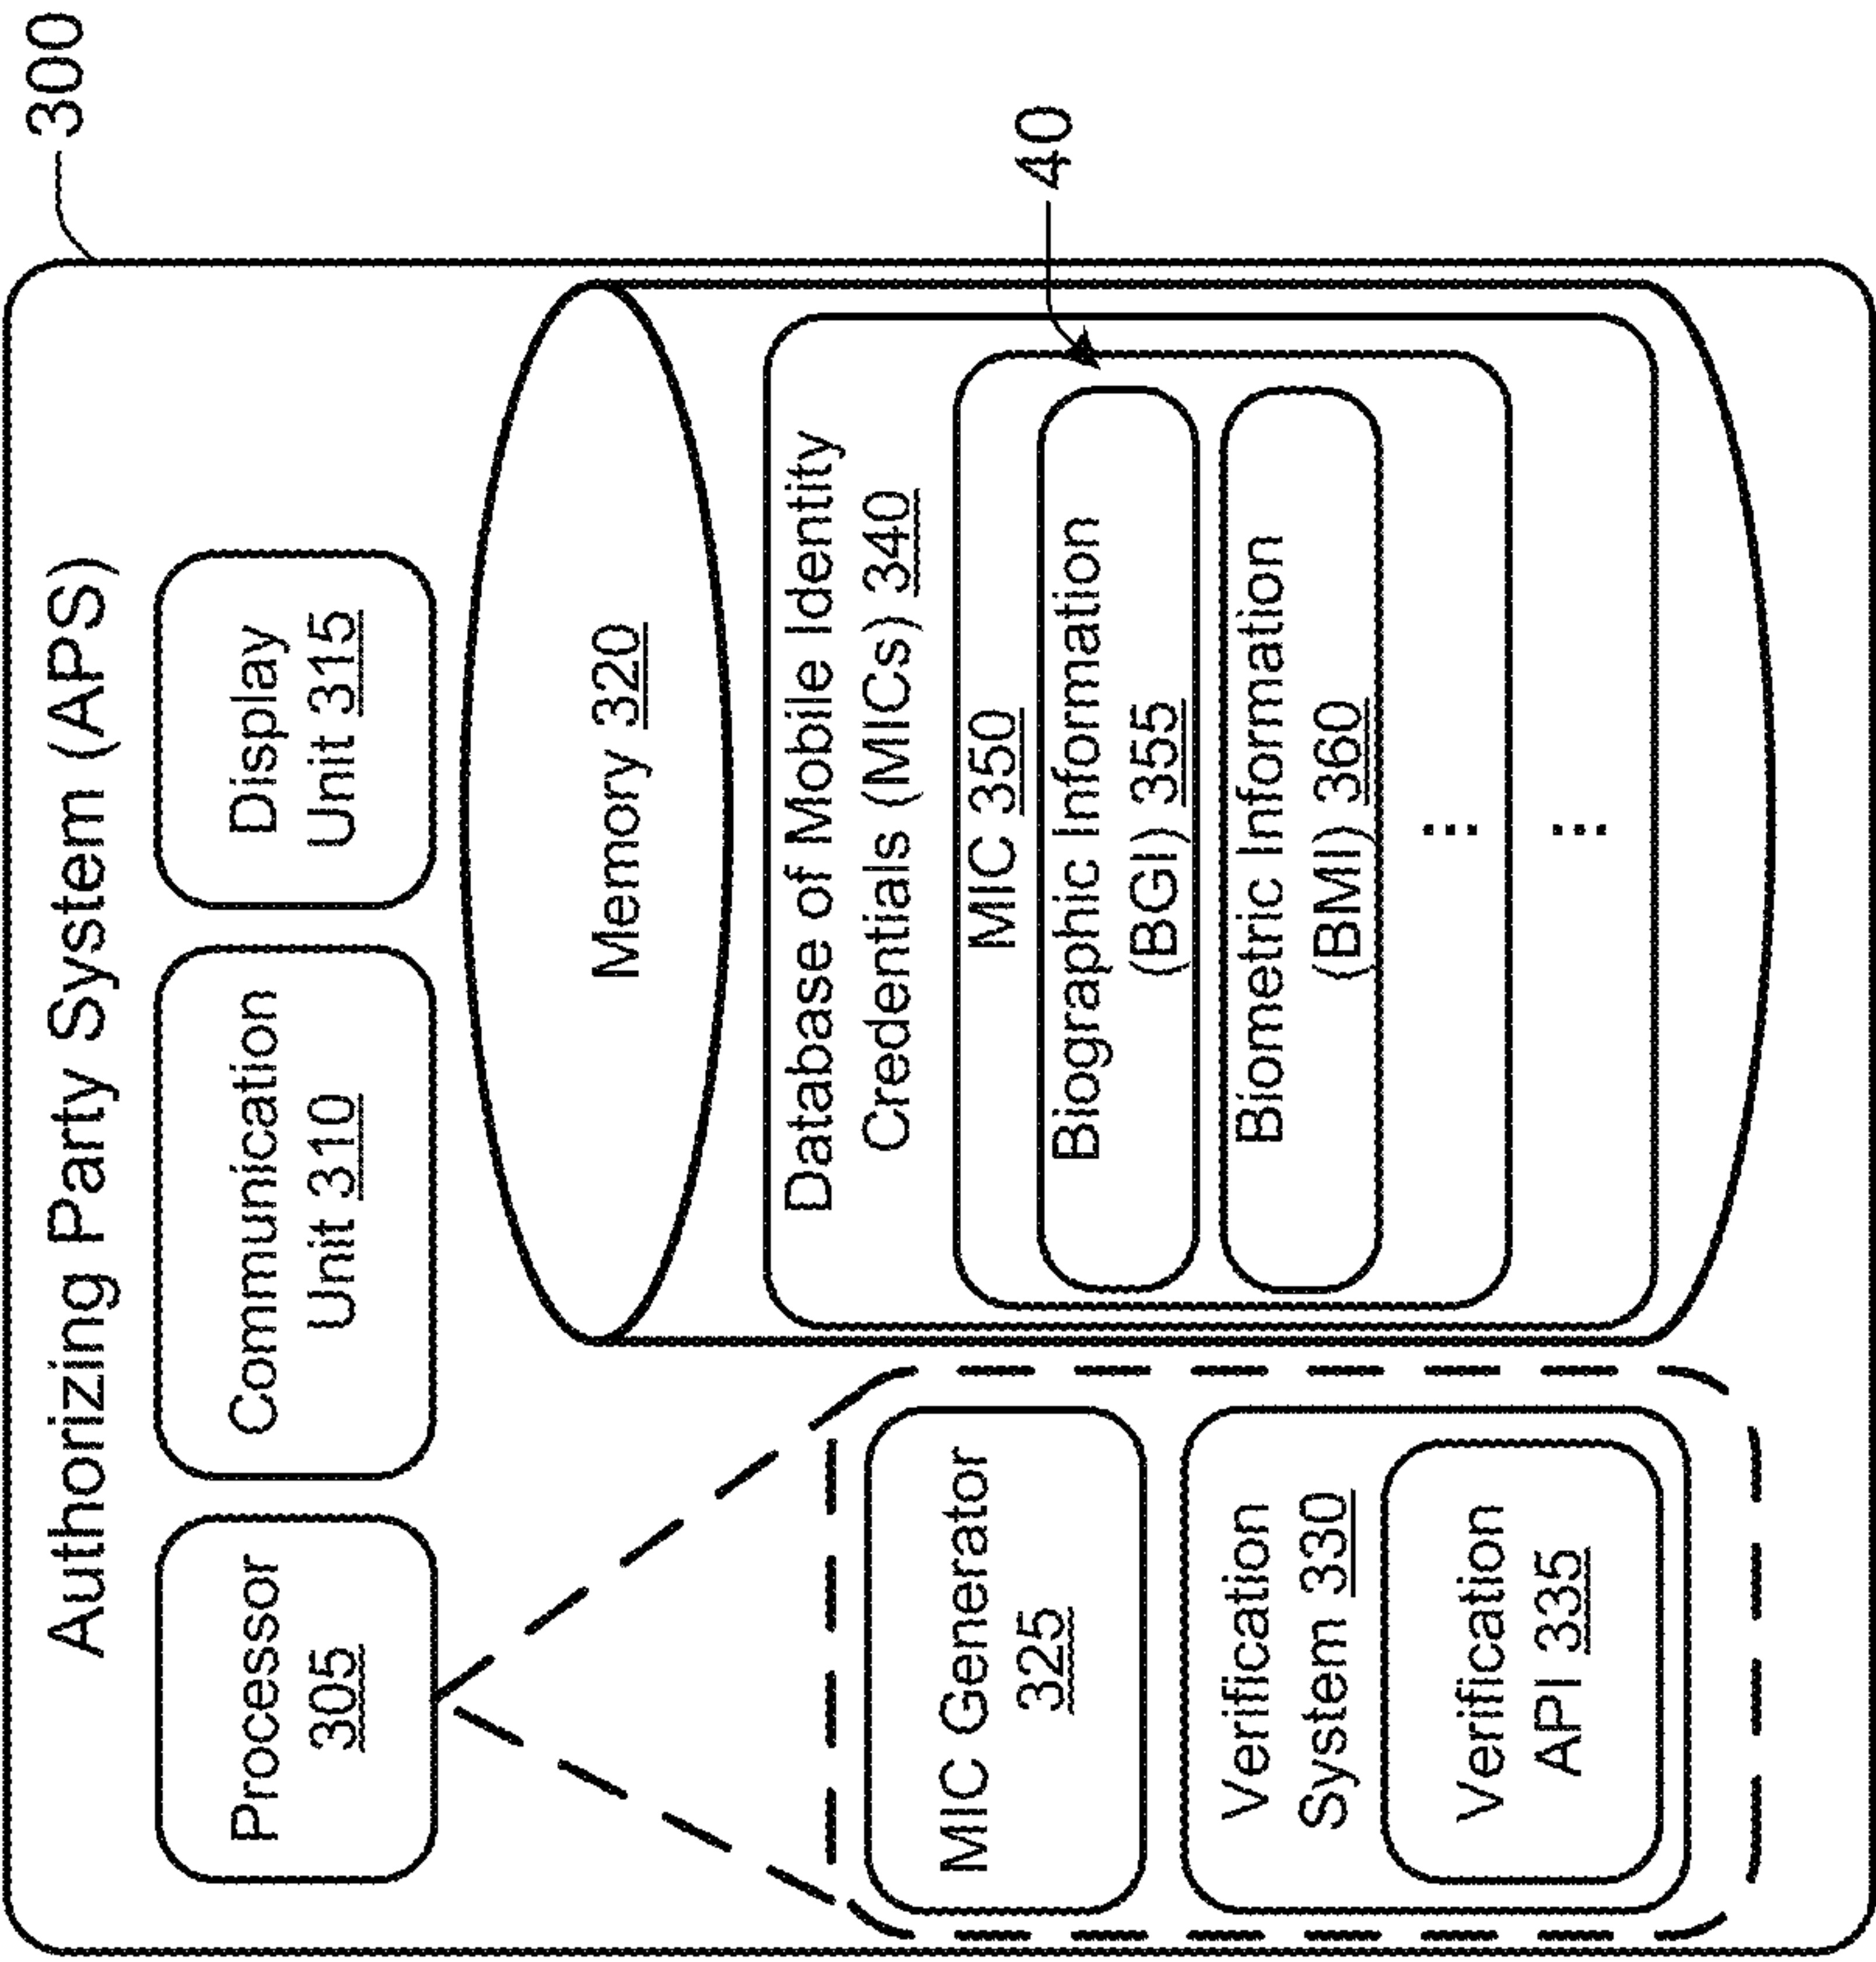 300
Authorizing Party System (APS)
Processor
305
Communication
Unit 310
Display
Unit 315
Memory 320
MIC Generator
325
Verification
System 330
Verification
API 335
Database of Mobile Identity
Credentials (MICs) 340
40
MIC 350
Biographic Information
(BGI) 355
Biometric Information
(BMI) 360
...
...